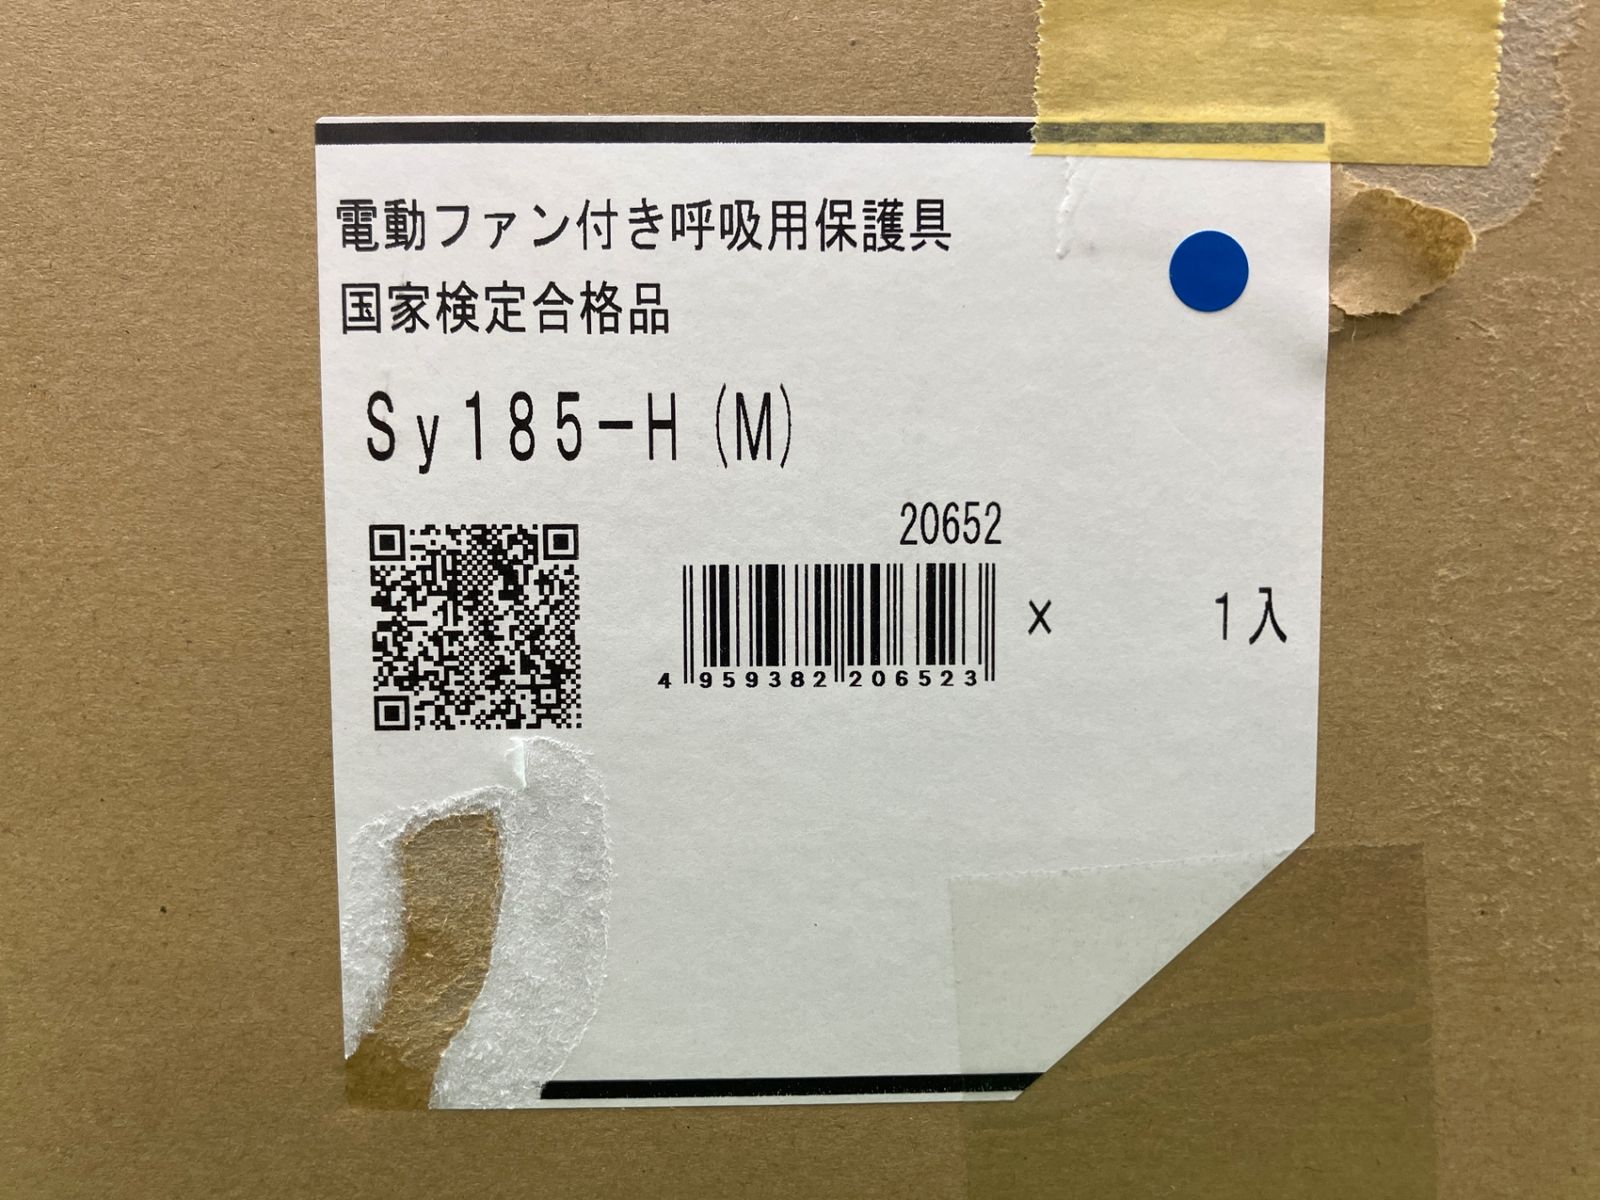 電動ファン付き呼吸用保護具
国家検定合格品
Sy185-H(M)
20652
4 959382 206523
× 1入